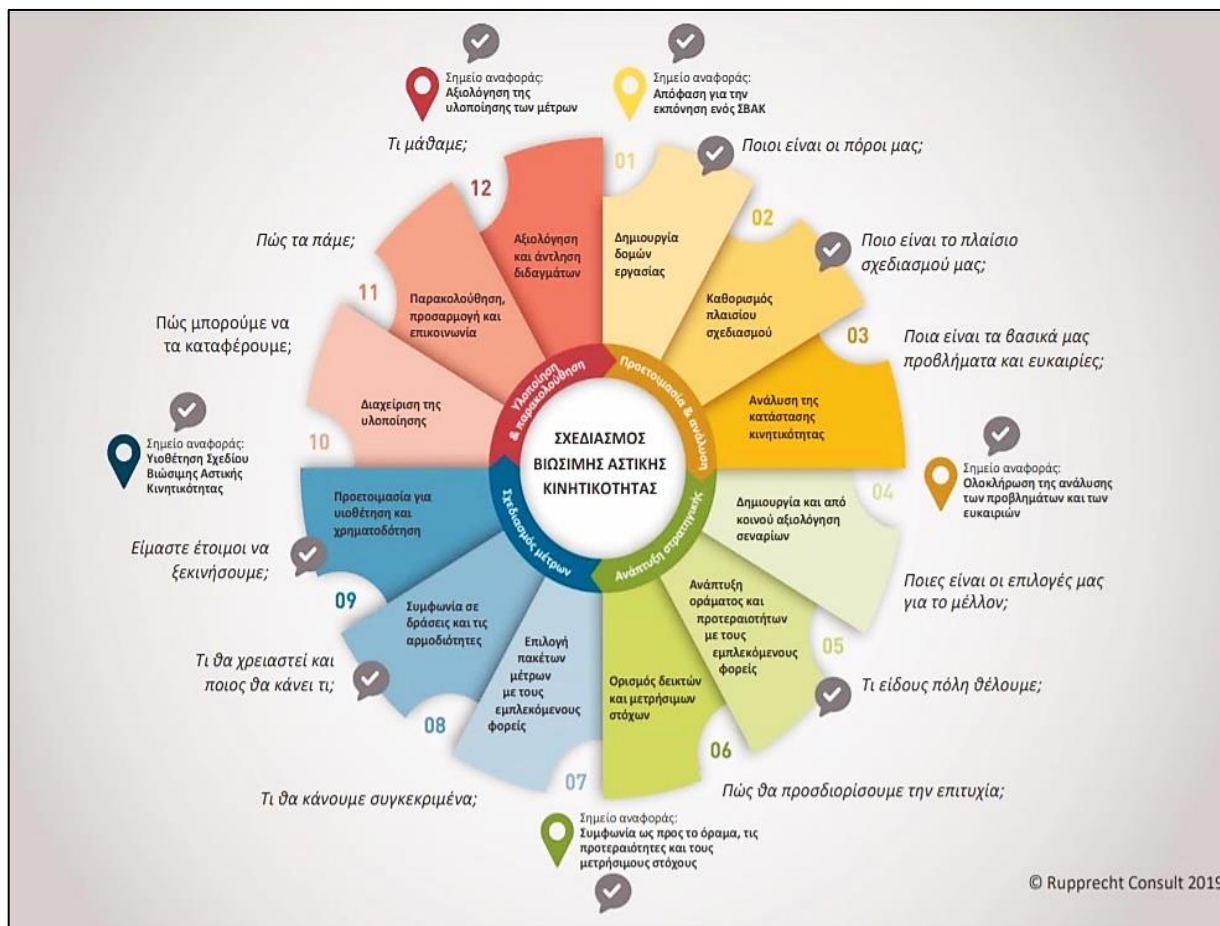 Σημείο αναφοράς:
Αξιολόγηση της
υλοποίησης των μέτρων
Σημείο αναφοράς:
Απόφαση για την
εκπόνηση ενός ΣΒΑΚ
Τι μάθαμε;
Ποιοι είναι οι πόροι μας;
12
01
Αξιολόγηση
και άντληση
διδαγμάτων
Δημιουργία
δομών
εργασίας
02
Πώς τα πάμε;
Ποιο είναι το πλαίσιο
σχεδιασμού μας;
11
Παρακολούθηση,
προσαρμογή και
επικοινωνία
Καθορισμός
πλαισίου
σχεδιασμού
03
Πώς μπορούμε να
τα καταφέρουμε;
Ποια είναι τα βασικά μας
προβλήματα και ευκαιρίες;
Διαχείριση της
υλοποίησης
Ανάλυση της
κατάστασης
κινητικότητας
10
Υλοποίηση
& παρακολούθηση
Προετοιμασία & ανάλυση
ΣΧΕΔΙΑΣΜΟΣ
ΒΙΩΣΙΜΗΣ ΑΣΤΙΚΗΣ
ΚΙΝΗΤΙΚΟΤΗΤΑΣ
Σχεδιασμός μέτρων
Ανάπτυξη στρατηγικής
Σημείο αναφοράς:
Υιοθέτηση Σχεδίου
Βιώσιμης Αστικής
Κινητικότητας
Σημείο αναφοράς:
Ολοκλήρωση της ανάλυσης
των προβλημάτων και των
ευκαιριών
04
Προετοιμασία για
υιοθέτηση και
χρηματοδότηση
Δημιουργία και από
κοινού αξιολόγηση
σεναρίων
Είμαστε έτοιμοι να
ξεκινήσουμε;
Ποιες είναι οι επιλογές μας
για το μέλλον;
09
Συμφωνία σε
δράσεις και τις
αρμοδιότητες
Ανάπτυξη
οράματος και
προτεραιοτήτων
με τους
εμπλεκόμενους
φορείς
05
Τι θα χρειαστεί και
ποιος θα κάνει τι;
Επιλογή
πακέτων
μέτρων
με τους
εμπλεκόμενους
φορείς
Ορισμός δεικτών
και μετρήσιμων
στόχων
Τι είδους πόλη θέλουμε;
08
06
07
Τι θα κάνουμε συγκεκριμένα;
Πώς θα προσδιορίσουμε την επιτυχία;
Σημείο αναφοράς:
Συμφωνία ως προς το όραμα, τις
προτεραιότητες και τους
μετρήσιμους στόχους
© Rupprecht Consult 2019